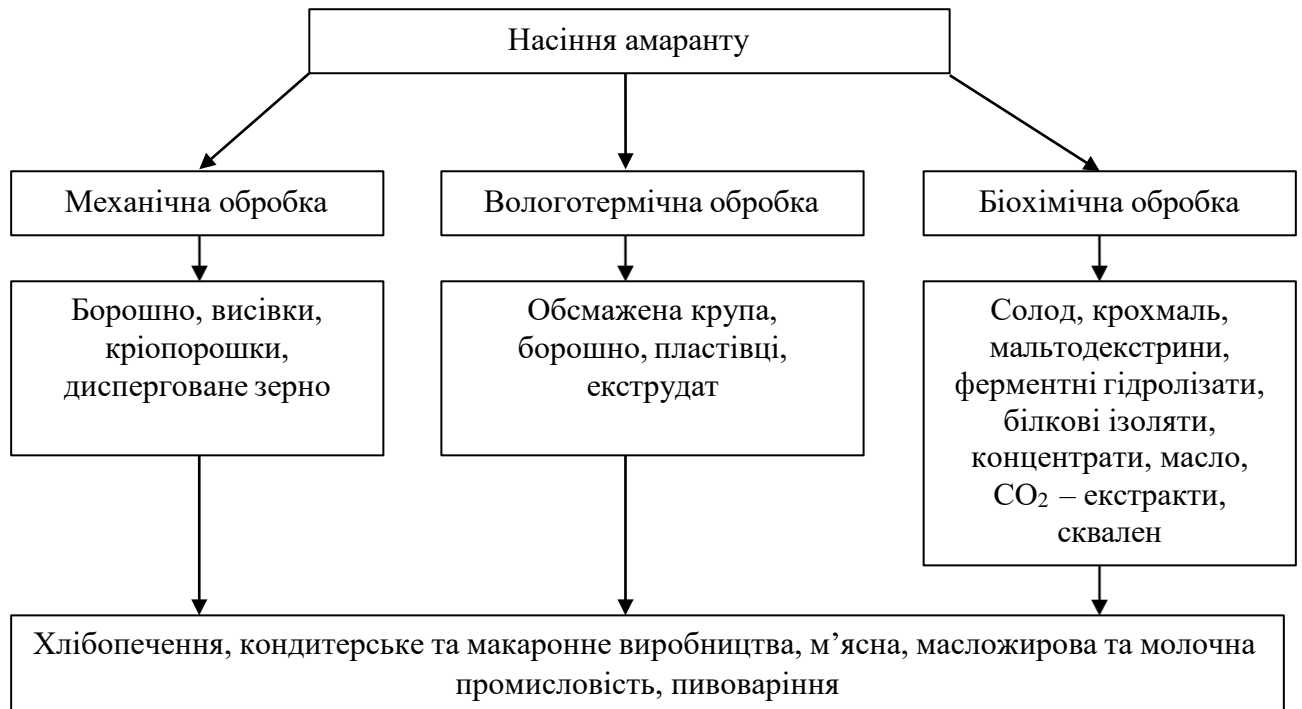 Насіння амаранту
Механічна обробка
Вологотермічна обробка
Біохімічна обробка
Борошно, висівки,
кріопорошки,
дисперговане зерно
Обсмажена крупа,
борошно, пластівці,
екструдат
Солод, крохмаль,
мальтодекстрини,
ферментні гідролізати,
білкові ізоляти,
концентрати, масло,
СО₂ – екстракти,
сквален
Хлібопечення, кондитерське та макаронне виробництва, м’ясна, масложирова та молочна
промисловість, пивоваріння